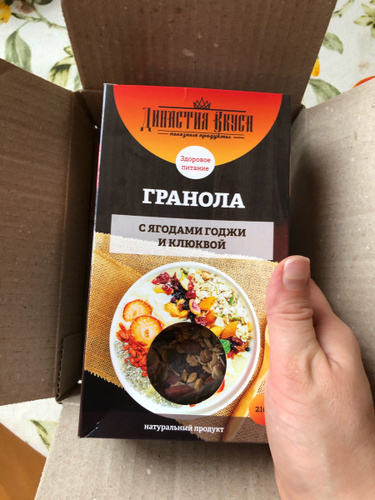 Династия Вкуса
полезные продукты
Здоровое
питание
ГРАНОЛА
С ЯГОДАМИ ГОДЖИ
И КЛЮКВОЙ
натуральный продукт